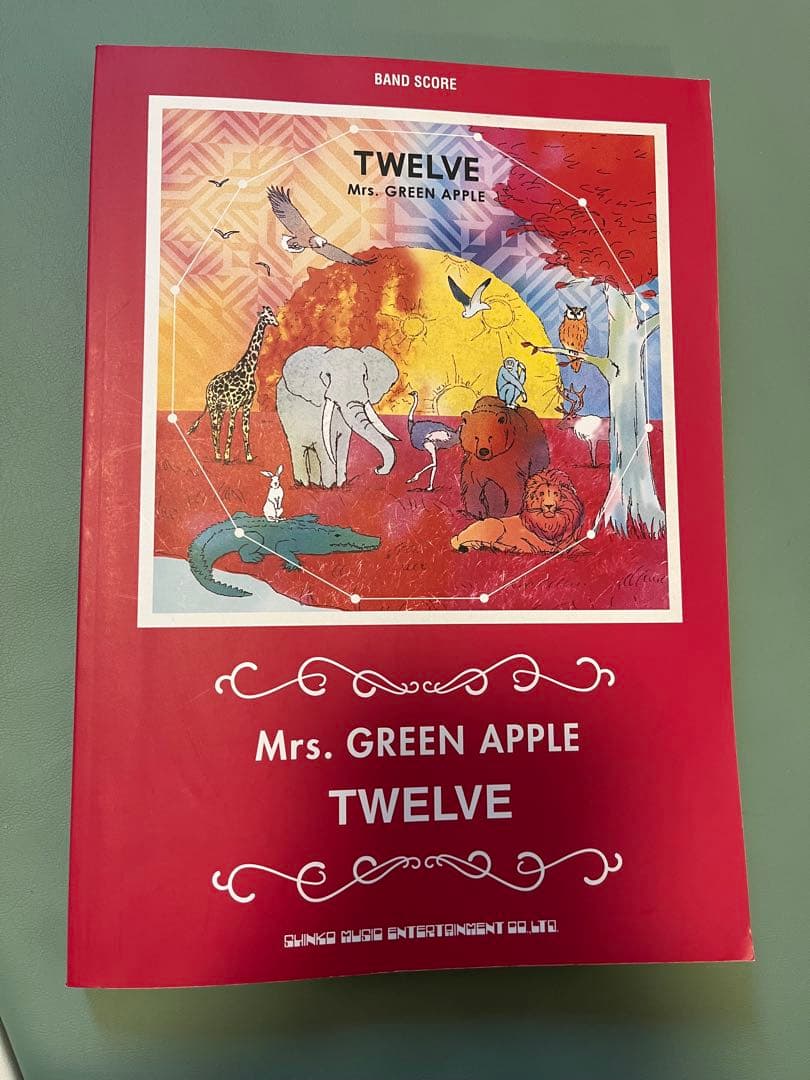 BAND SCORE
TWELVE
Mrs. GREEN APPLE
Mrs. GREEN APPLE
TWELVE
SHINKO MUSIC ENTERTAINMENT CO.,LTD.